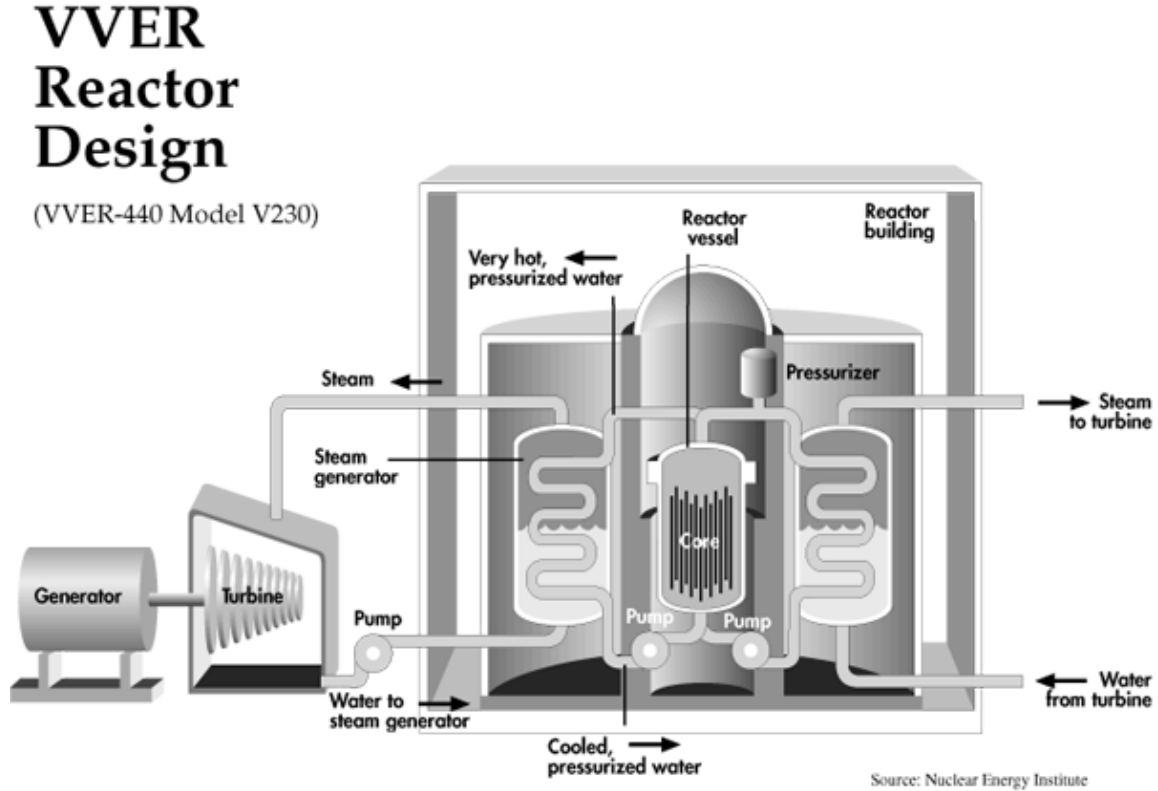 VVER
Reactor
Design
(VVER-440 Model V230)
Reactor
vessel
Reactor
building
Very hot,
pressurized water
Pressurizer
Steam
Steam
to turbine
Steam
generator
Core
Generator
Turbine
Pump
Pump
Pump
Water to
steam generator
Water
from turbine
Cooled,
pressurized water
Source: Nuclear Energy Institute